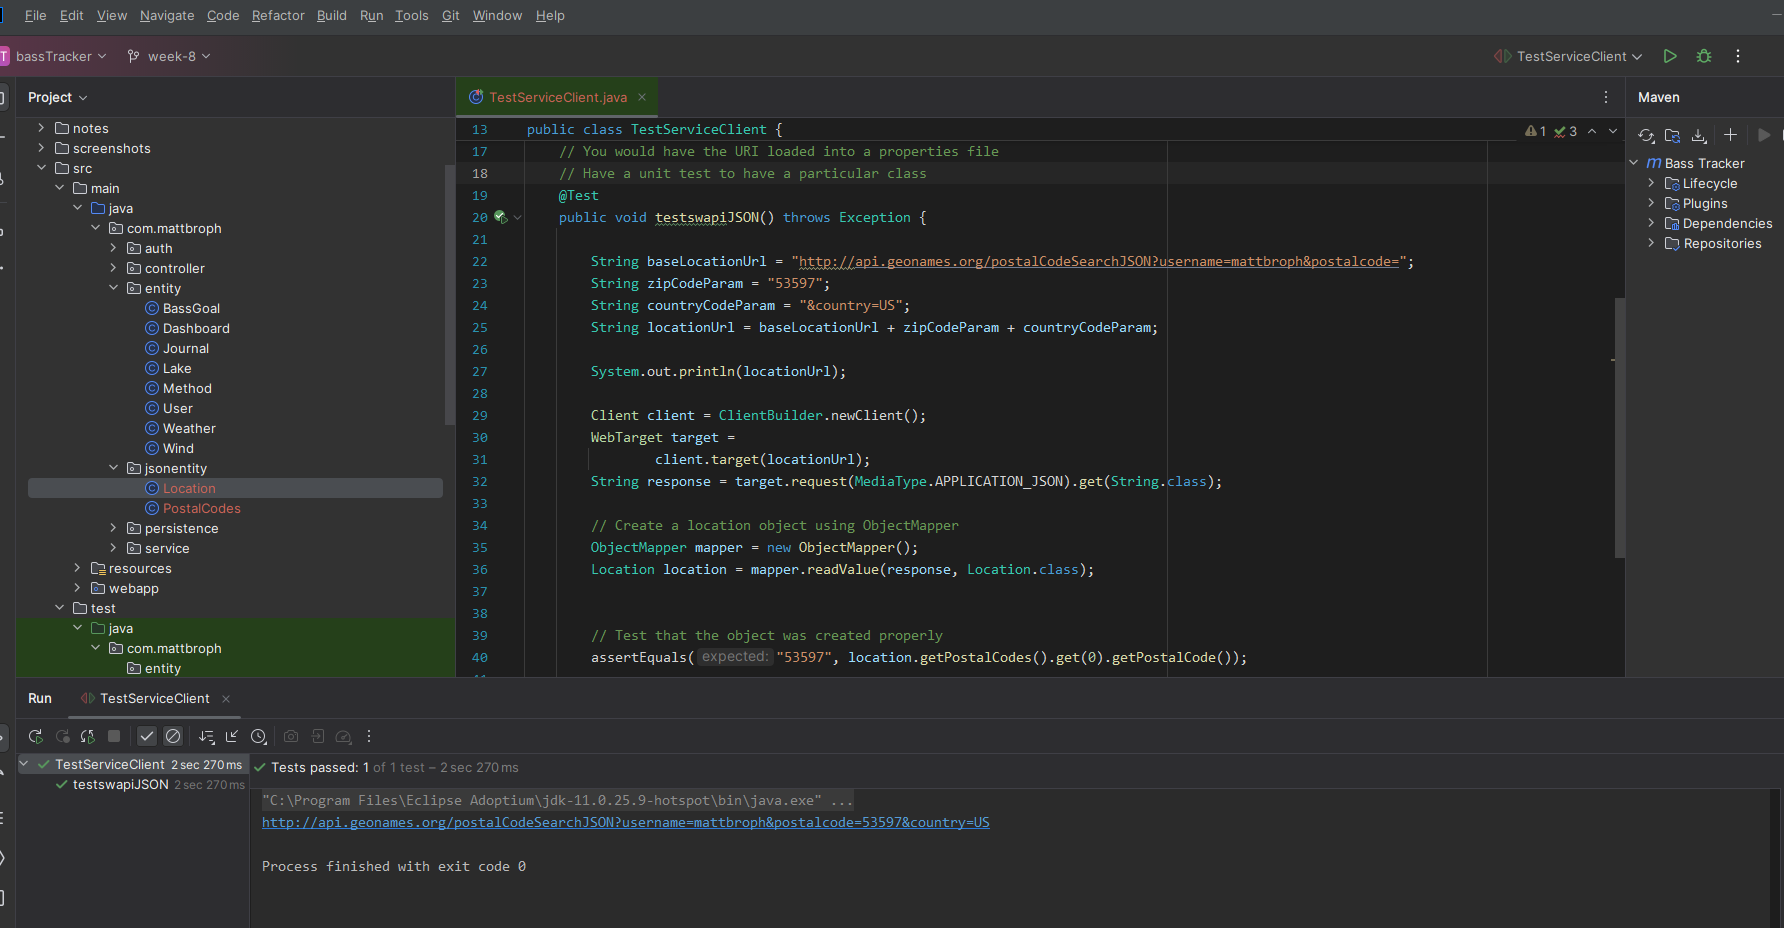 File Edit View Navigate Code Refactor Build Run Tools Git Window Help
T bassTracker week-8 TestServiceClient
Project
notes
screenshots
src
main
java
com.mattbroph
auth
controller
entity
BassGoal
Dashboard
Journal
Lake
Method
User
Weather
Wind
jsonentity
Location
PostalCodes
persistence
service
resources
webapp
test
java
com.mattbroph
entity
TestServiceClient.java
1 3
13 public class TestServiceClient {
17 // You would have the URI loaded into a properties file
18 // Have a unit test to have a particular class
19 @Test
20 public void testswapiJSON() throws Exception {
21
22 String baseLocationUrl = "http://api.geonames.org/postalCodeSearchJSON?username=mattbroph&postalcode=";
23 String zipCodeParam = "53597";
24 String countryCodeParam = "&country=US";
25 String locationUrl = baseLocationUrl + zipCodeParam + countryCodeParam;
26
27 System.out.println(locationUrl);
28
29 Client client = ClientBuilder.newClient();
30 WebTarget target =
31 client.target(locationUrl);
32 String response = target.request(MediaType.APPLICATION_JSON).get(String.class);
33
34 // Create a location object using ObjectMapper
35 ObjectMapper mapper = new ObjectMapper();
36 Location location = mapper.readValue(response, Location.class);
37
38
39 // Test that the object was created properly
40 assertEquals( expected: "53597", location.getPostalCodes().get(0).getPostalCode());
Maven
Bass Tracker
Lifecycle
Plugins
Dependencies
Repositories
Run TestServiceClient
TestServiceClient 2 sec 270 ms
testswapiJSON 2 sec 270 ms
Tests passed: 1 of 1 test – 2 sec 270 ms
"C:\Program Files\Eclipse Adoptium\jdk-11.0.25.9-hotspot\bin\java.exe" ...
http://api.geonames.org/postalCodeSearchJSON?username=mattbroph&postalcode=53597&country=US
Process finished with exit code 0